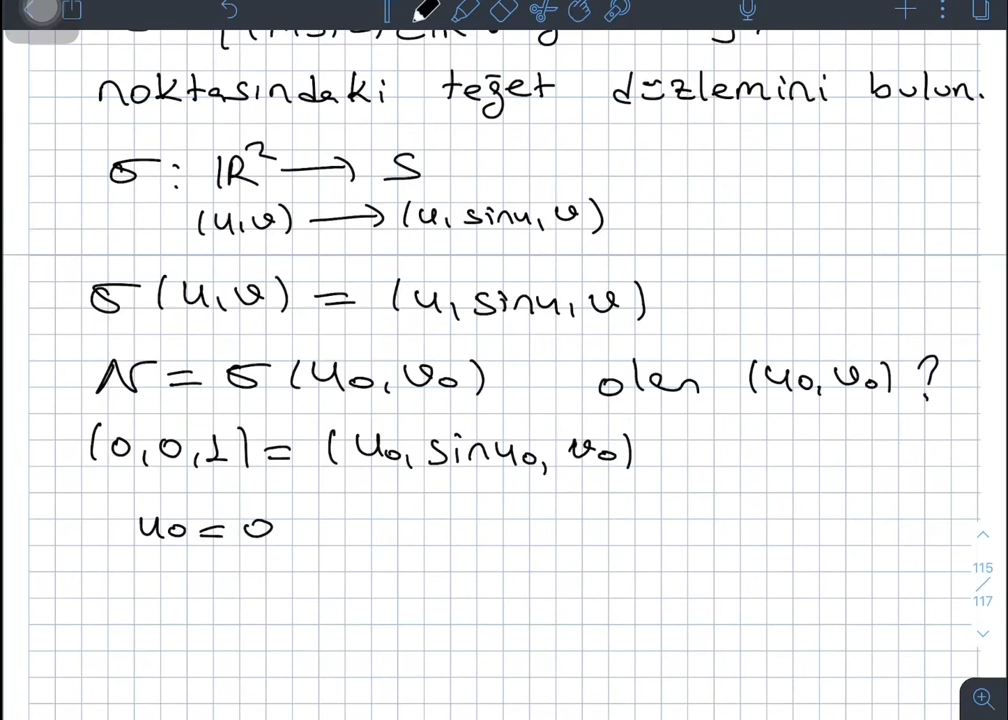 noktasındaki teğet düzlemini bulun.
σ: IR² ⟶ S
(u,v) ⟶ (u, sinu, v)
σ(u,v) = (u, sinu, v)
N = σ(u₀,v₀) olan (u₀,v₀)?
(0,0,1) = (u₀, sinu₀, v₀)
u₀ = 0
115
/
117